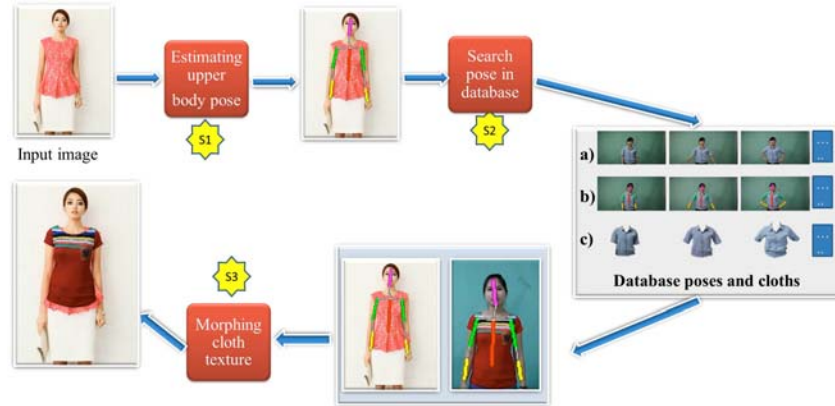 Estimating
upper
body pose
S1
Search
pose in
database
S2
Input image
a)
b)
c)
Database poses and cloths
S3
Morphing
cloth
texture